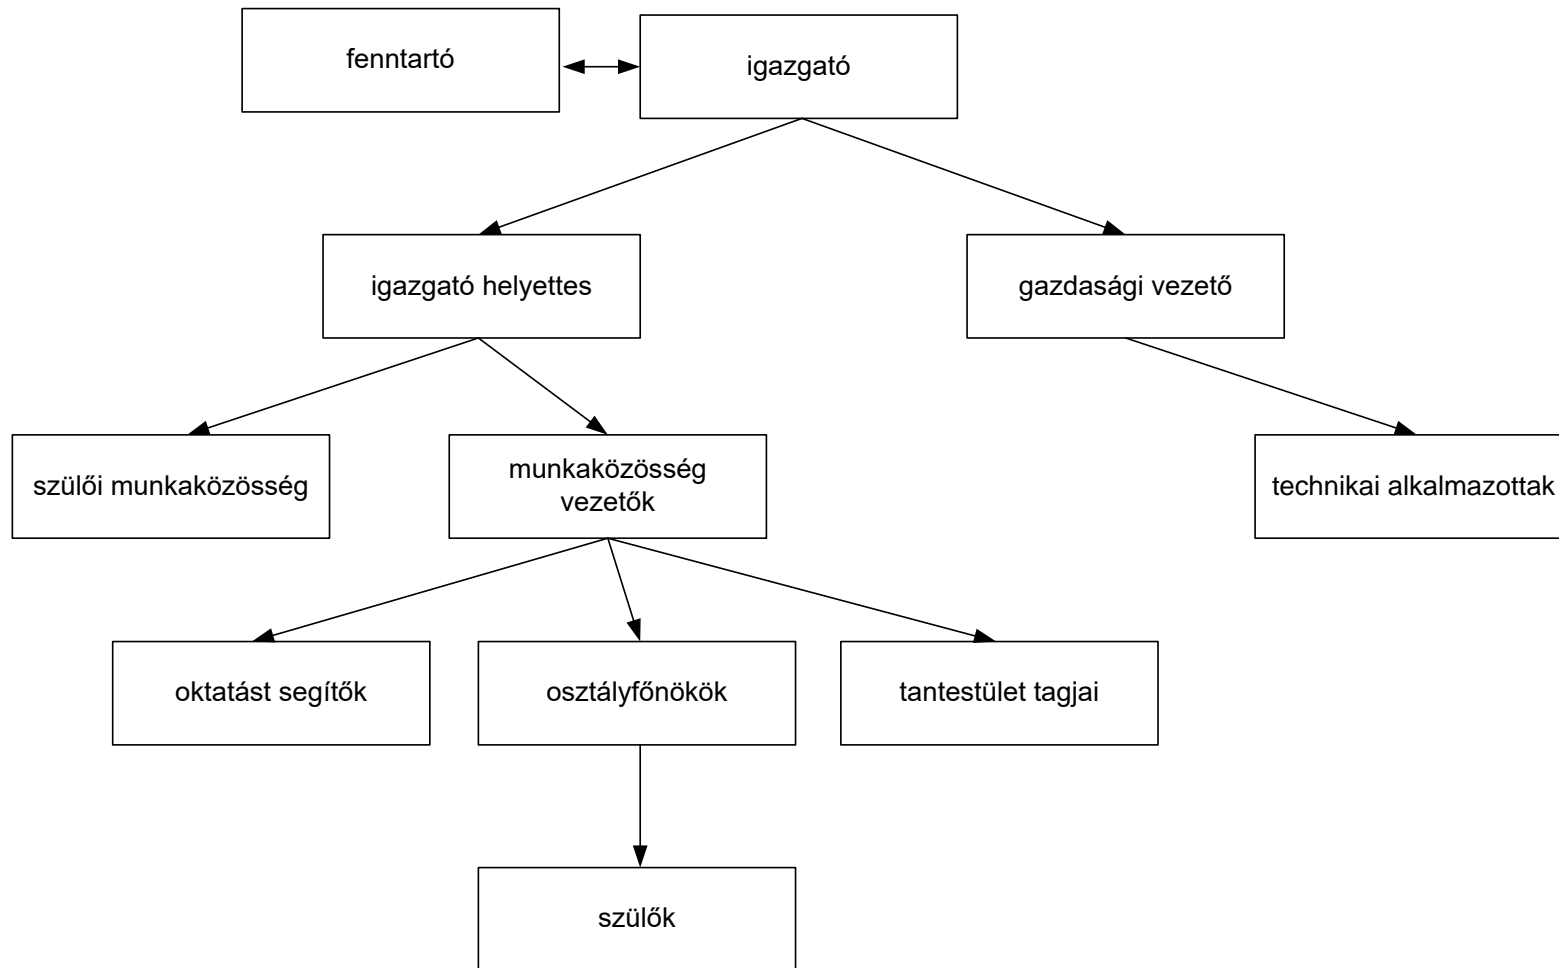 fenntartó
igazgató
igazgató helyettes
gazdasági vezető
szülői munkaközösség
munkaközösség
vezetők
technikai alkalmazottak
oktatást segítők
osztályfőnökök
tantestület tagjai
szülők